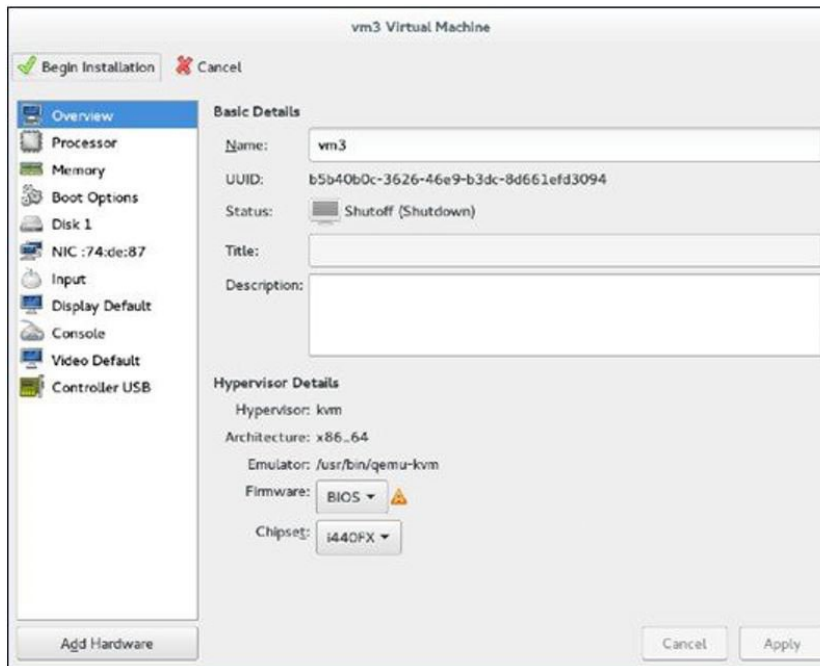 vm3 Virtual Machine
Begin Installation
Cancel
Overview
Processor
Memory
Boot Options
Disk 1
NIC :74:de:87
Input
Display Default
Console
Video Default
Controller USB
Add Hardware
Basic Details
Name: vm3
UUID: b5b40b0c-3626-46e9-b3dc-8d661efd3094
Status: Shutoff (Shutdown)
Title:
Description:
Hypervisor Details
Hypervisor: kvm
Architecture: x86_64
Emulator: /usr/bin/qemu-kvm
Firmware: BIOS
Chipset: i440FX
Cancel
Apply